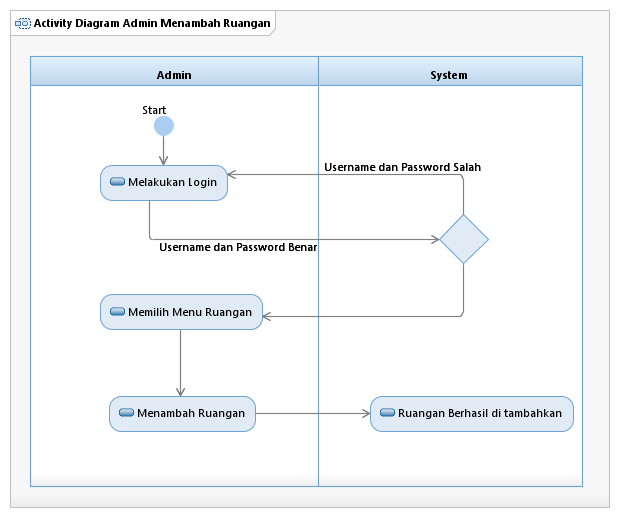 Activity Diagram Admin Menambah Ruangan
Admin
System
Start
Username dan Password Salah
Melakukan Login
Username dan Password Benar
Memilih Menu Ruangan
Menambah Ruangan
Ruangan Berhasil di tambahkan